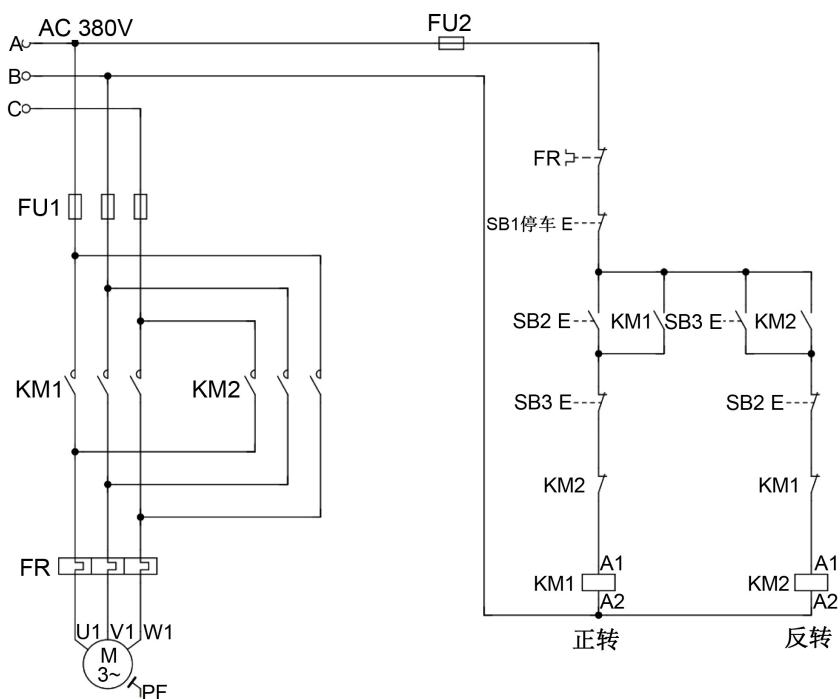 AC 380V
FU2
A
B
C
FR
FU1
SB1停车 E
SB2 E
KM1
SB3 E
KM2
KM1
KM2
SB3 E
SB2 E
KM2
KM1
FR
A1
A1
KM1
KM2
A2
A2
U1
V1
W1
正转
反转
M
3~
PE